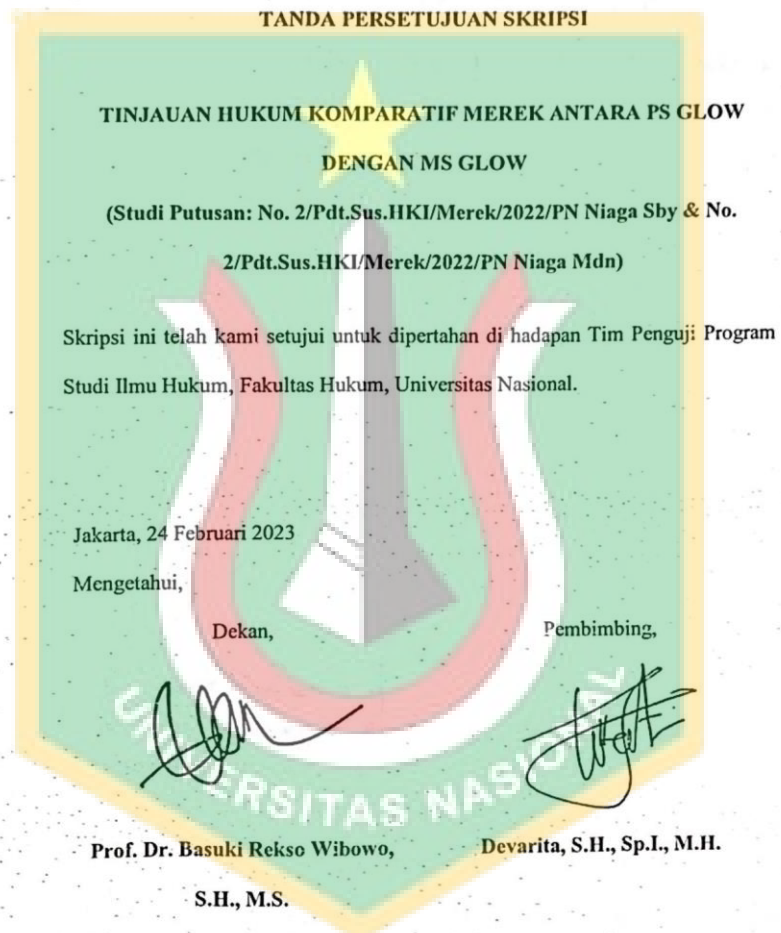 TANDA PERSETUJUAN SKRIPSI
TINJAUAN HUKUM KOMPARATIF MEREK ANTARA PS GLOW
DENGAN MS GLOW
(Studi Putusan: No. 2/Pdt.Sus.HKI/Merek/2022/PN Niaga Sby & No.
2/Pdt.Sus.HKI/Merek/2022/PN Niaga Mdn)
Skripsi ini telah kami setujui untuk dipertahan di hadapan Tim Penguji Program
Studi Ilmu Hukum, Fakultas Hukum, Universitas Nasional.
Jakarta, 24 Februari 2023
Mengetahui,
Dekan,
Pembimbing,
UNIVERSITAS NASIONAL
Prof. Dr. Basuki Rekso Wibowo,
S.H., M.S.
Devarita, S.H., Sp.I., M.H.